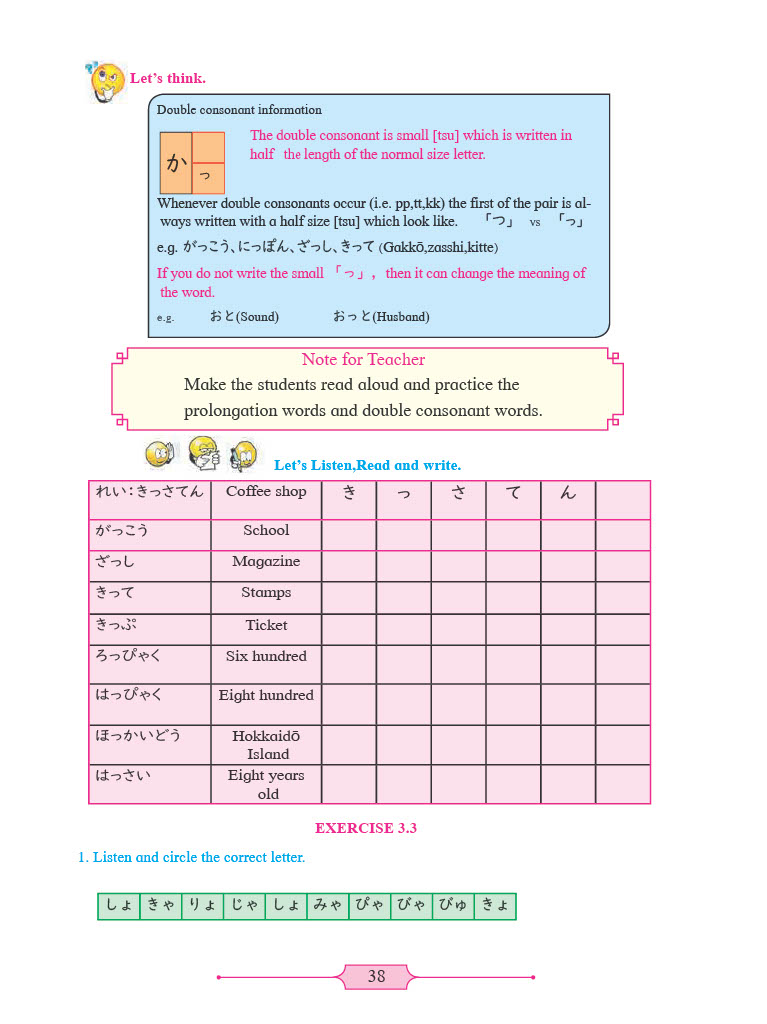 Let's think.
Double consonant information
か
っ
The double consonant is small [tsu] which is written in
half the length of the normal size letter.
Whenever double consonants occur (i.e. pp,tt,kk) the first of the pair is al-
ways written with a half size [tsu] which look like. 「つ」 vs 「っ」
e.g. がっこう、にっぽん、ざっし、きって (Gakkō,zasshi,kitte)
If you do not write the small 「っ」, then it can change the meaning of
the word.
e.g. おと(Sound) おっと(Husband)
Note for Teacher
Make the students read aloud and practice the
prolongation words and double consonant words.
Let's Listen,Read and write.
れい：きっさてん Coffee shop き っ さ て ん
がっこう School
ざっし Magazine
きって Stamps
きっぷ Ticket
ろっぴゃく Six hundred
はっぴゃく Eight hundred
ほっかいどう Hokkaidō
Island
はっさい Eight years
old
EXERCISE 3.3
1. Listen and circle the correct letter.
しょ きゃ りょ じゃ しょ みゃ ぴゃ びゃ びゅ きょ
38